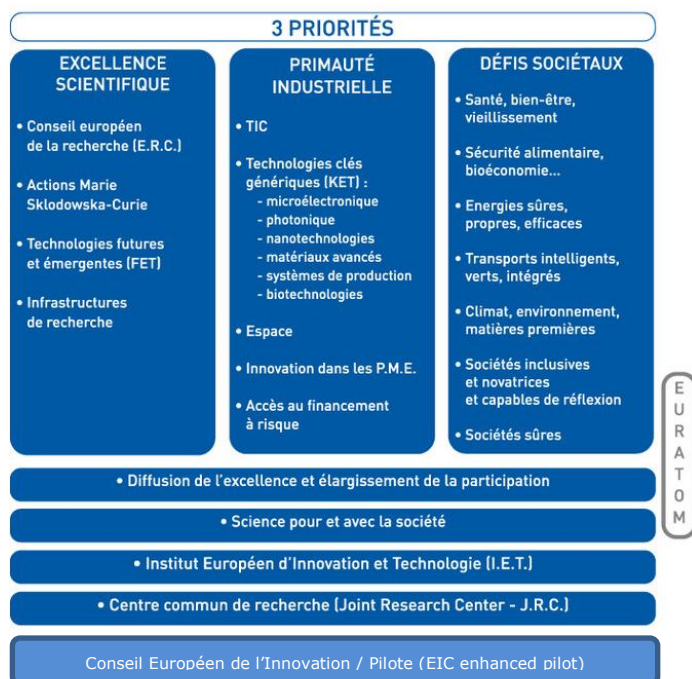 3 PRIORITÉS
EXCELLENCE
SCIENTIFIQUE
• Conseil européen
de la recherche (E.R.C.)
• Actions Marie
Sklodowska-Curie
• Technologies futures
et émergentes (FET)
• Infrastructures
de recherche
PRIMAUTÉ
INDUSTRIELLE
• TIC
• Technologies clés
génériques (KET) :
- microélectronique
- photonique
- nanotechnologies
- matériaux avancés
- systèmes de production
- biotechnologies
• Espace
• Innovation dans les P.M.E.
• Accès au financement
à risque
DÉFIS SOCIÉTAUX
• Santé, bien-être,
vieillissement
• Sécurité alimentaire,
bioéconomie...
• Energies sûres,
propres, efficaces
• Transports intelligents,
verts, intégrés
• Climat, environnement,
matières premières
• Sociétés inclusives
et novatrices
et capables de réflexion
• Sociétés sûres
EURATOM
• Diffusion de l'excellence et élargissement de la participation
• Science pour et avec la société
• Institut Européen d'Innovation et Technologie (I.E.T.)
• Centre commun de recherche (Joint Research Center - J.R.C.)
Conseil Européen de l'Innovation / Pilote (EIC enhanced pilot)